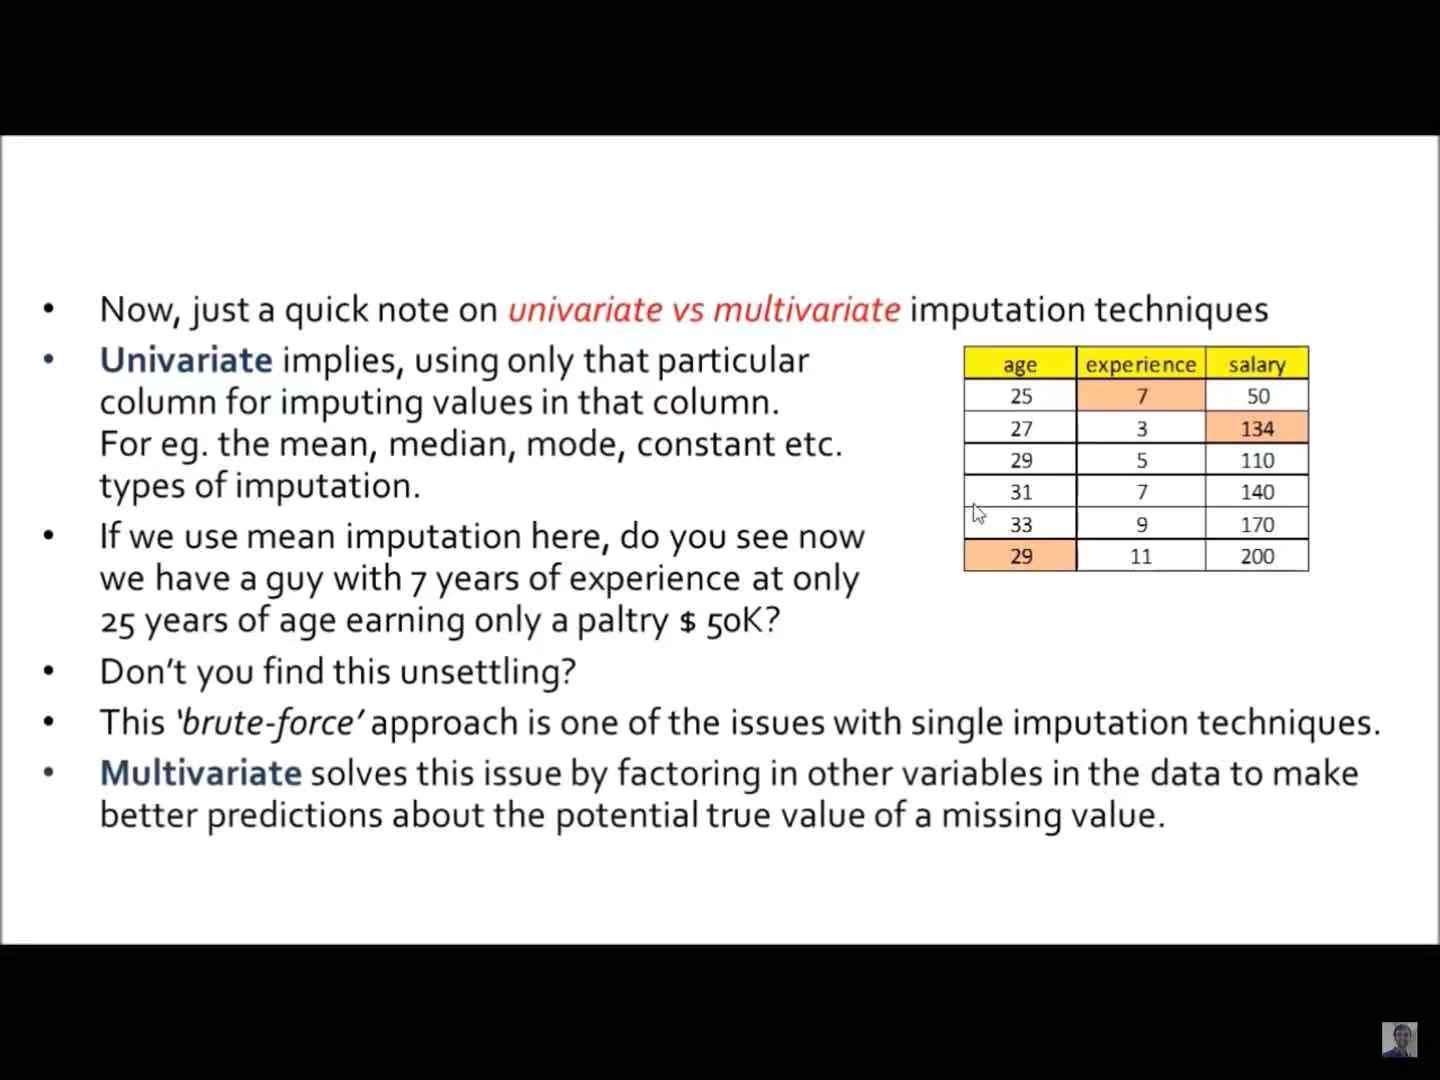 • Now, just a quick note on univariate vs multivariate imputation techniques
• Univariate implies, using only that particular
column for imputing values in that column.
For eg. the mean, median, mode, constant etc.
types of imputation.
age experience salary
25 7 50
27 3 134
29 5 110
31 7 140
33 9 170
29 11 200
• If we use mean imputation here, do you see now
we have a guy with 7 years of experience at only
25 years of age earning only a paltry $ 50K?
• Don't you find this unsettling?
• This ‘brute-force’ approach is one of the issues with single imputation techniques.
• Multivariate solves this issue by factoring in other variables in the data to make
better predictions about the potential true value of a missing value.